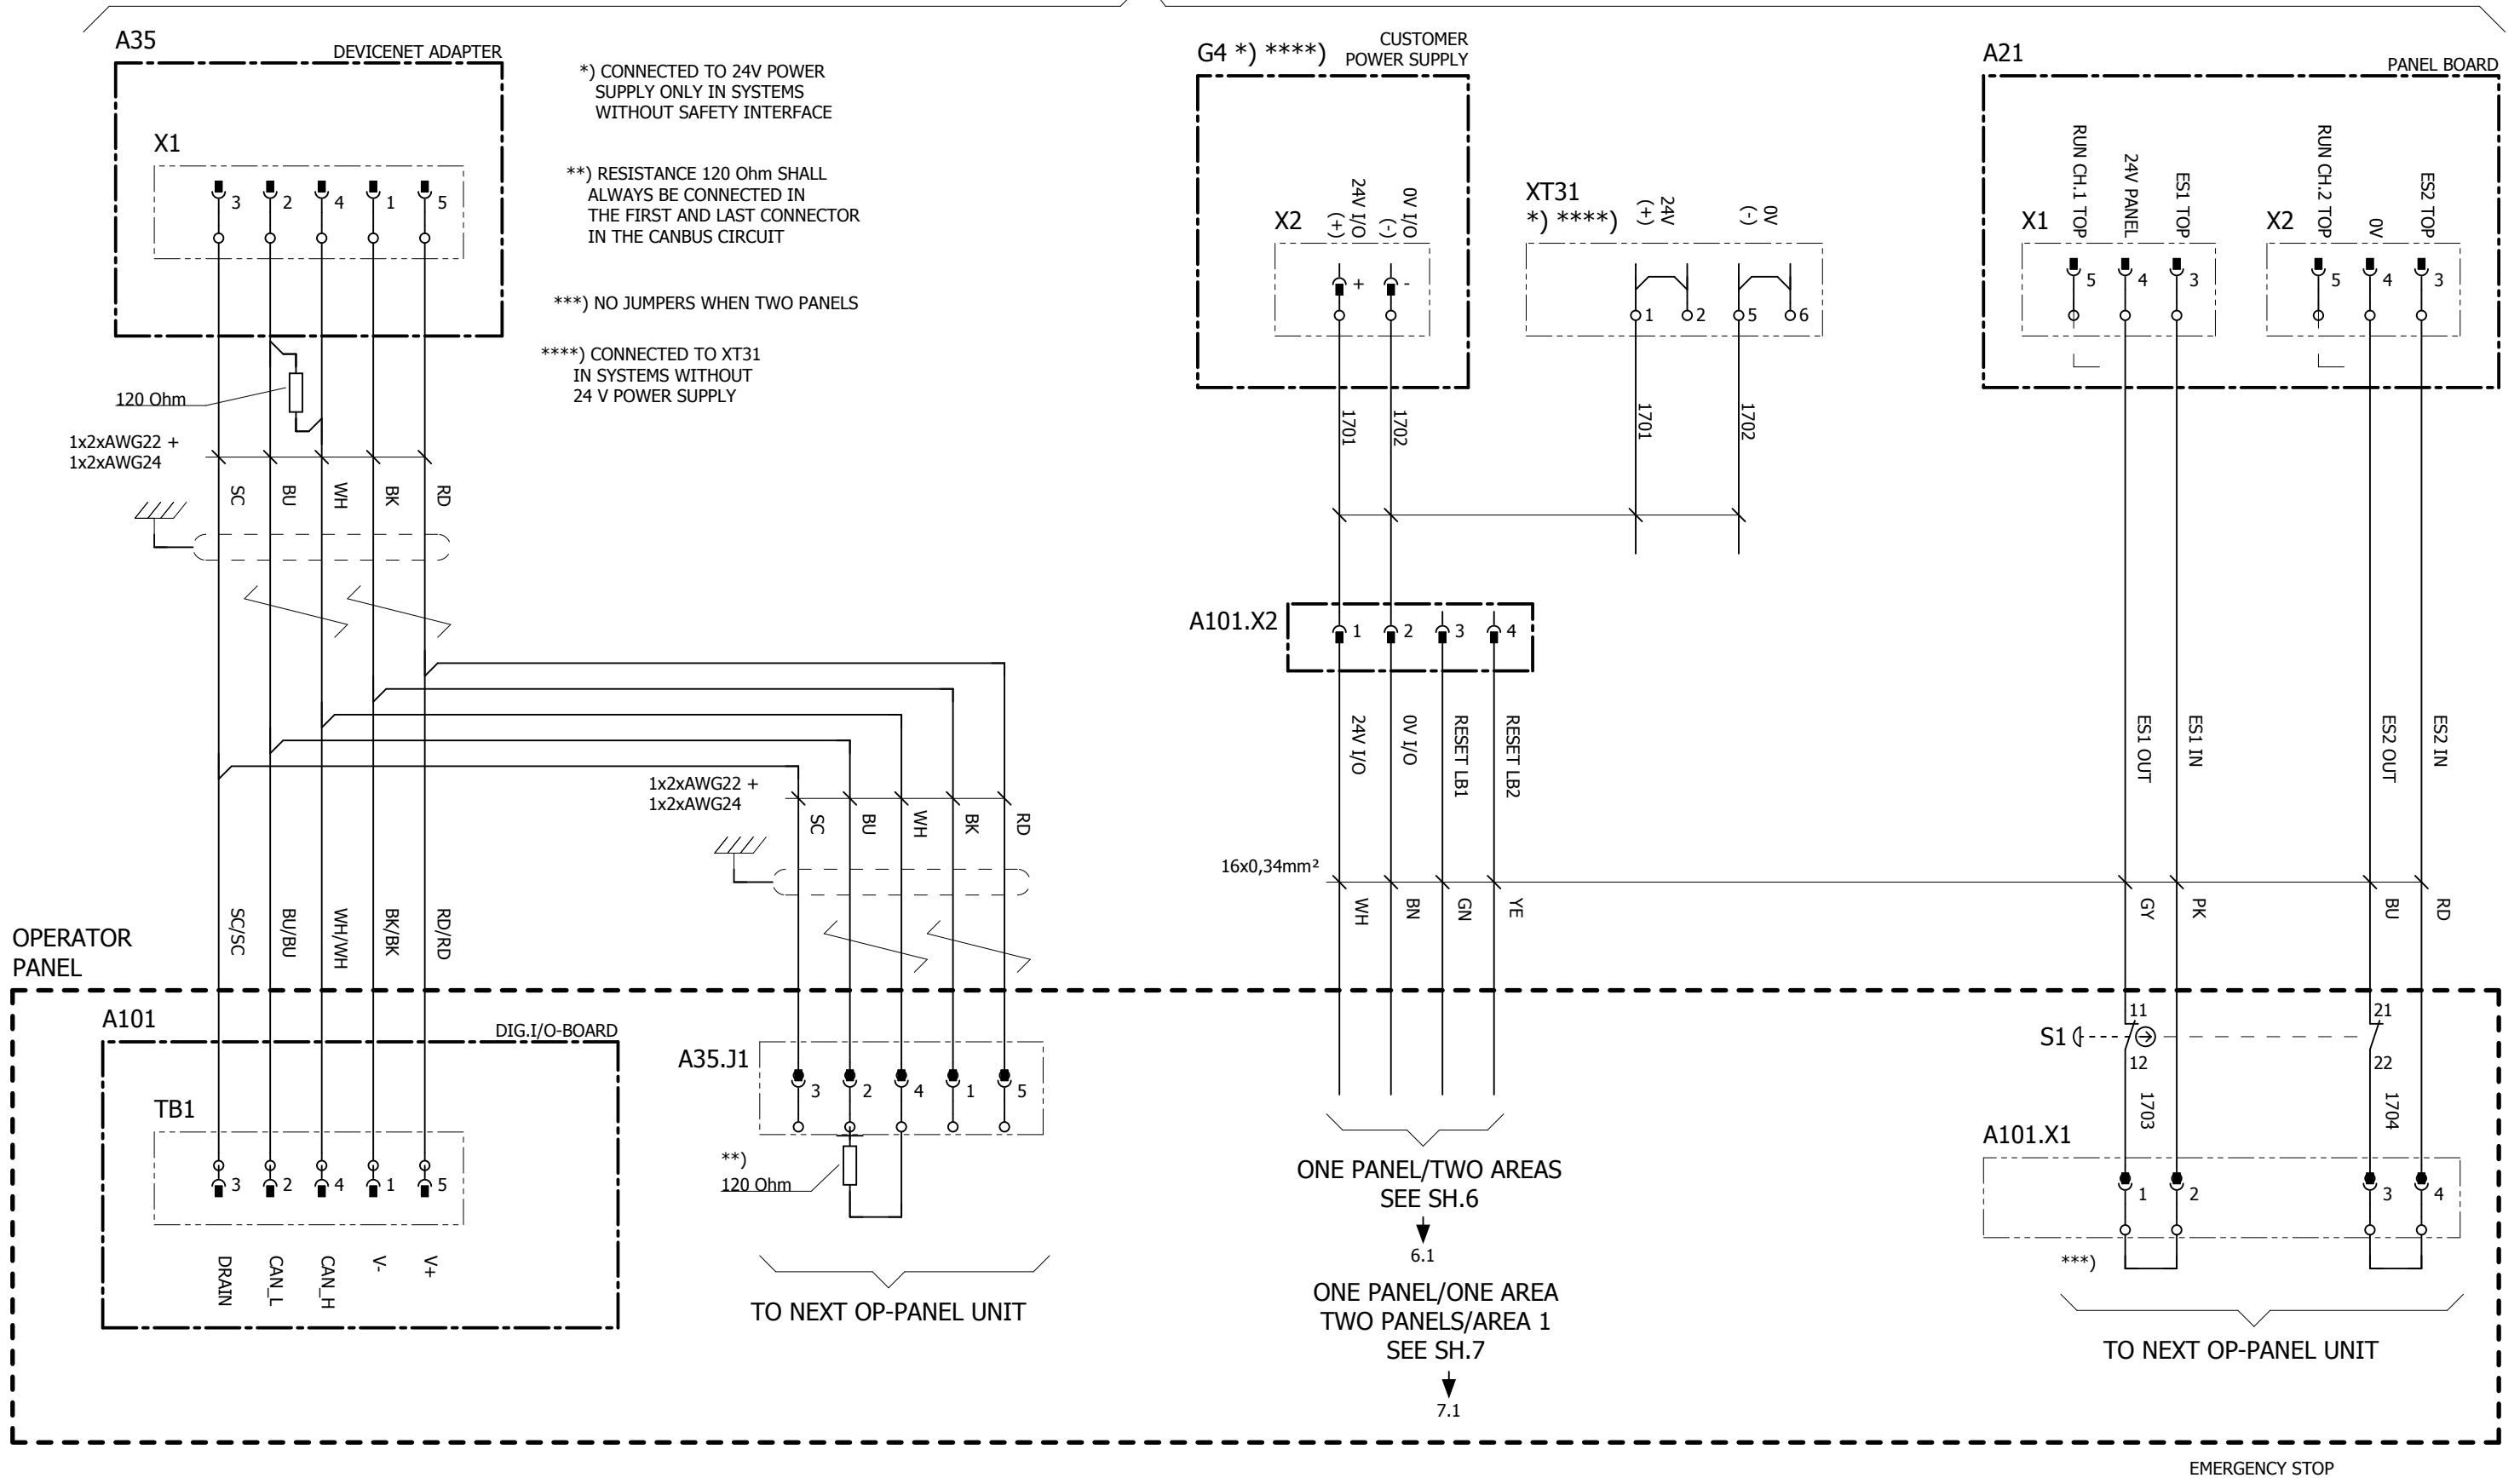 A35
DEVICENET ADAPTER
X1
3
2
4
1
5
*) CONNECTED TO 24V POWER
SUPPLY ONLY IN SYSTEMS
WITHOUT SAFETY INTERFACE
**) RESISTANCE 120 Ohm SHALL
ALWAYS BE CONNECTED IN
THE FIRST AND LAST CONNECTOR
IN THE CANBUS CIRCUIT
***) NO JUMPERS WHEN TWO PANELS
****) CONNECTED TO XT31
IN SYSTEMS WITHOUT
24 V POWER SUPPLY
120 Ohm
1x2xAWG22 +
1x2xAWG24
SC
BU
WH
BK
RD
G4 *) ****)
CUSTOMER
POWER SUPPLY
X2
24V I/O
(+)
0V I/O
(-)
+
-
XT31
*) ****)
24V
(+)
0V
(-)
1
2
5
6
1701
1702
1701
1702
A21
PANEL BOARD
X1
RUN CH.1 TOP
24V PANEL
ES1 TOP
5
4
3
X2
RUN CH.2 TOP
0V
ES2 TOP
5
4
3
A101.X2
1
2
3
4
24V I/O
0V I/O
RESET LB1
RESET LB2
ES1 OUT
ES1 IN
ES2 OUT
ES2 IN
1x2xAWG22 +
1x2xAWG24
SC
BU
WH
BK
RD
16x0,34mm²
WH
BN
GN
YE
GY
PK
BU
RD
SC/SC
BU/BU
WH/WH
BK/BK
RD/RD
OPERATOR
PANEL
A101
DIG.I/O-BOARD
TB1
3
2
4
1
5
DRAIN
CAN_L
CAN_H
V-
V+
A35.J1
3
2
4
1
5
**)
120 Ohm
TO NEXT OP-PANEL UNIT
ONE PANEL/TWO AREAS
SEE SH.6
6.1
ONE PANEL/ONE AREA
TWO PANELS/AREA 1
SEE SH.7
7.1
S1
11
12
21
22
1703
1704
A101.X1
1
2
3
4
***)
TO NEXT OP-PANEL UNIT
EMERGENCY STOP